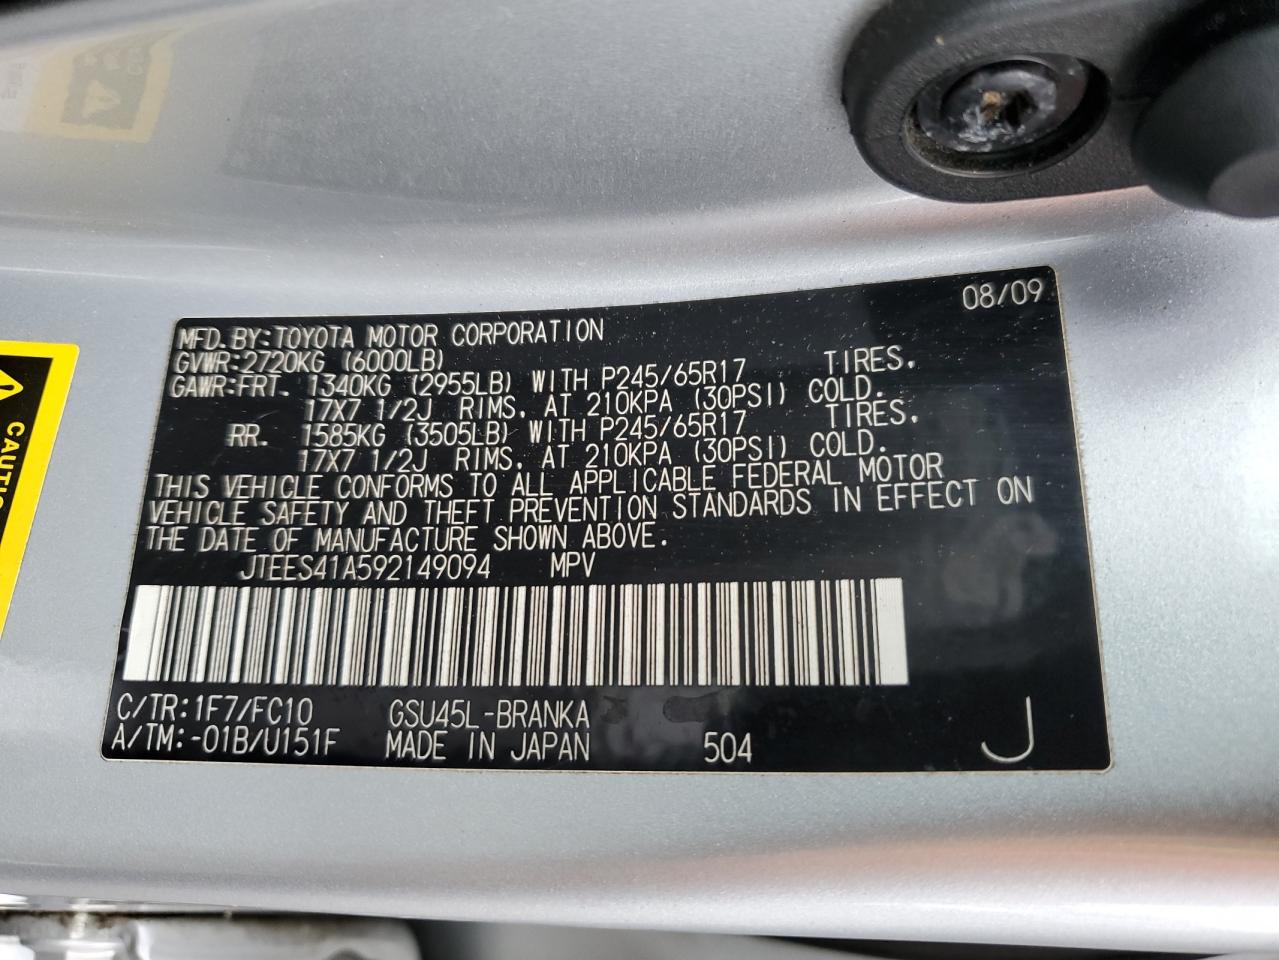 08/09
MFD. BY: TOYOTA MOTOR CORPORATION
GVWR: 2720KG (6000LB)
GAWR: FRT. 1340KG (2955LB) WITH P245/65R17 TIRES.
17X7 1/2J RIMS. AT 210KPA (30PSI) COLD.
RR. 1585KG (3505LB) WITH P245/65R17 TIRES.
17X7 1/2J RIMS. AT 210KPA (30PSI) COLD.
THIS VEHICLE CONFORMS TO ALL APPLICABLE FEDERAL MOTOR
VEHICLE SAFETY AND THEFT PREVENTION STANDARDS IN EFFECT ON
THE DATE OF MANUFACTURE SHOWN ABOVE.
JTEES41A592149094 MPV
C/TR: 1F7/FC10 GSU45L-BRANKA
A/TM: -01B/U151F MADE IN JAPAN 504 J